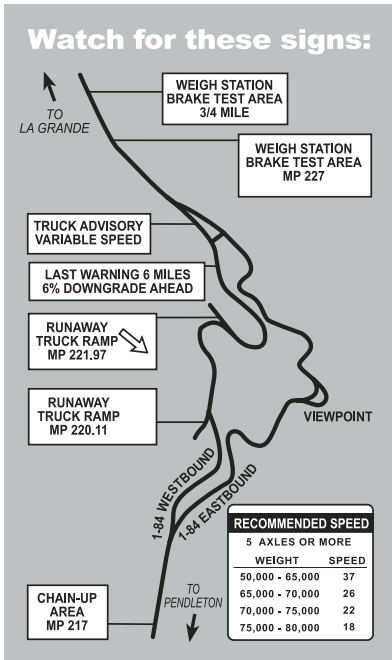 Watch for these signs:
TO
LA GRANDE
WEIGH STATION
BRAKE TEST AREA
3/4 MILE
WEIGH STATION
BRAKE TEST AREA
MP 227
TRUCK ADVISORY
VARIABLE SPEED
LAST WARNING 6 MILES
6% DOWNGRADE AHEAD
RUNAWAY
TRUCK RAMP
MP 221.97
RUNAWAY
TRUCK RAMP
MP 220.11
VIEWPOINT
1-84 WESTBOUND
1-84 EASTBOUND
CHAIN-UP
AREA
MP 217
TO
PENDLETON
RECOMMENDED SPEED
5 AXLES OR MORE
WEIGHT SPEED
50,000 - 65,000 37
65,000 - 70,000 26
70,000 - 75,000 22
75,000 - 80,000 18